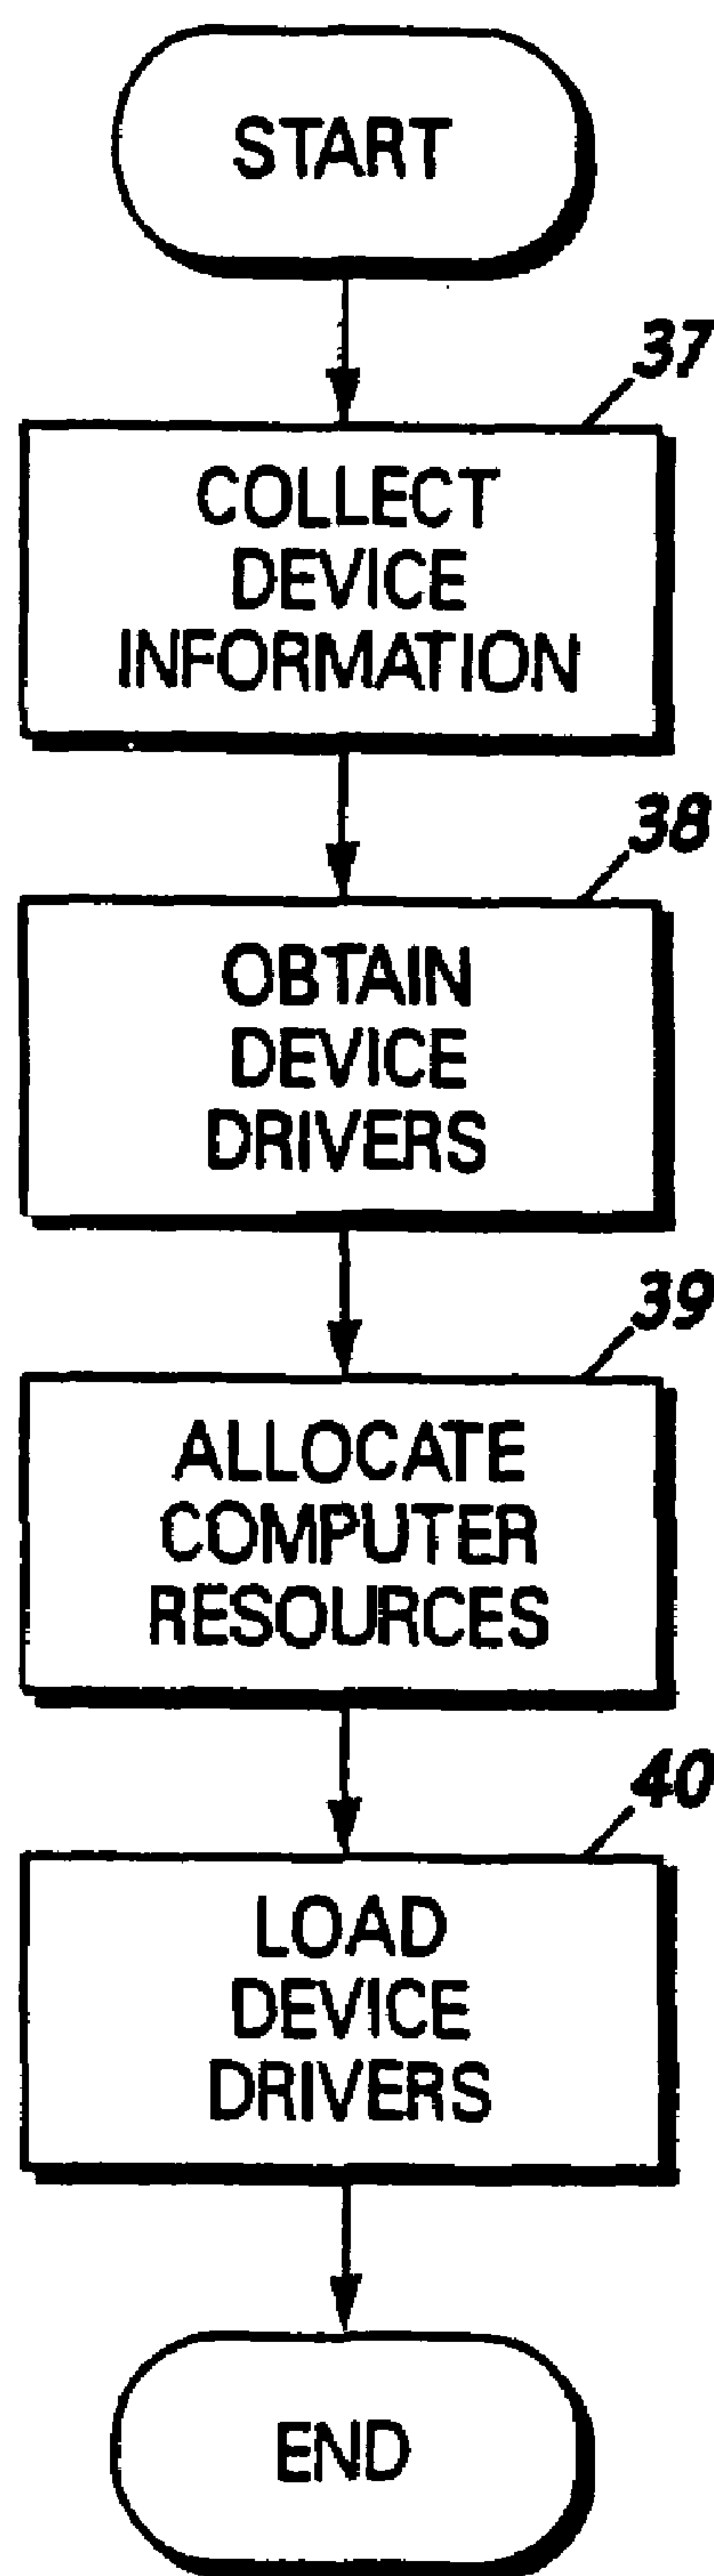 START
37
COLLECT
DEVICE
INFORMATION
38
OBTAIN
DEVICE
DRIVERS
39
ALLOCATE
COMPUTER
RESOURCES
40
LOAD
DEVICE
DRIVERS
END